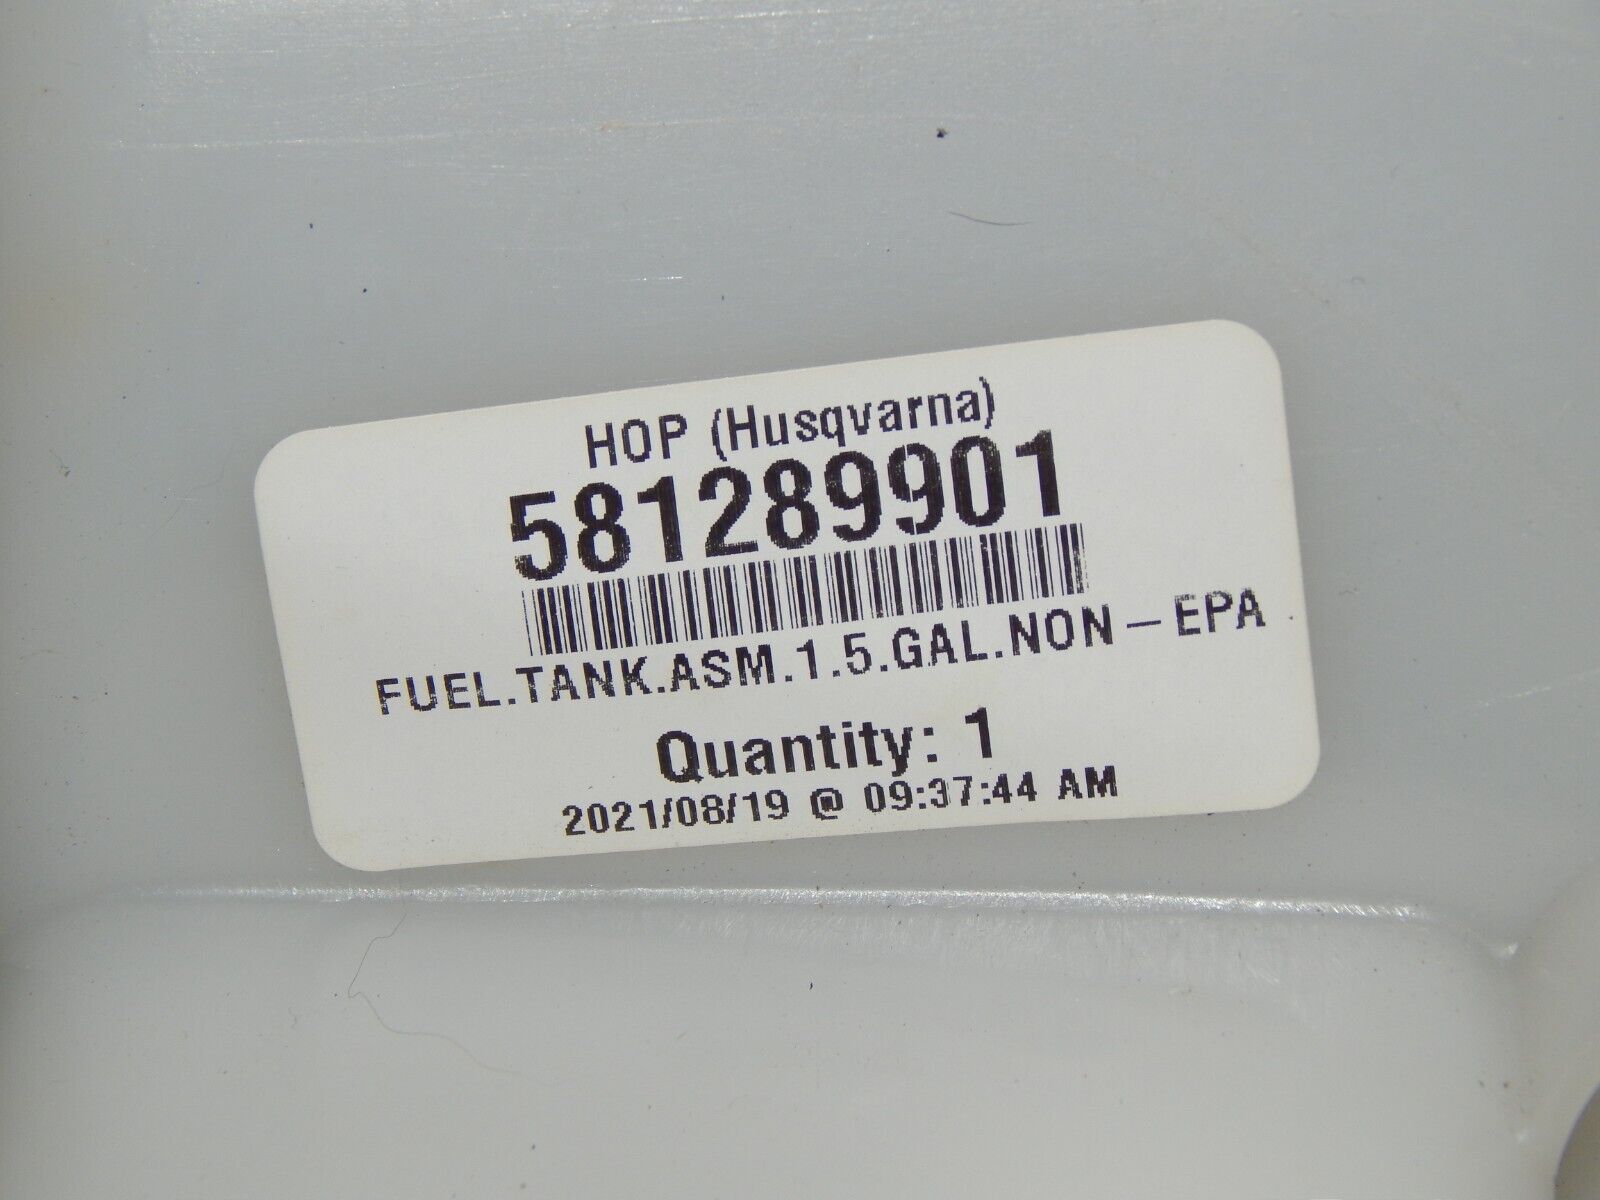 HOP (Husqvarna)
581289901
FUEL.TANK.ASM.1.5.GAL.NON-EPA
Quantity: 1
2021/08/19 @ 09:37:44 AM